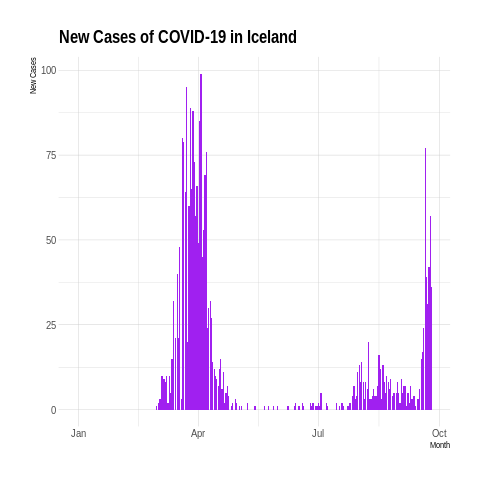 New Cases of COVID-19 in Iceland
New Cases
100
75
50
25
0
Jan Apr Jul Oct
Month